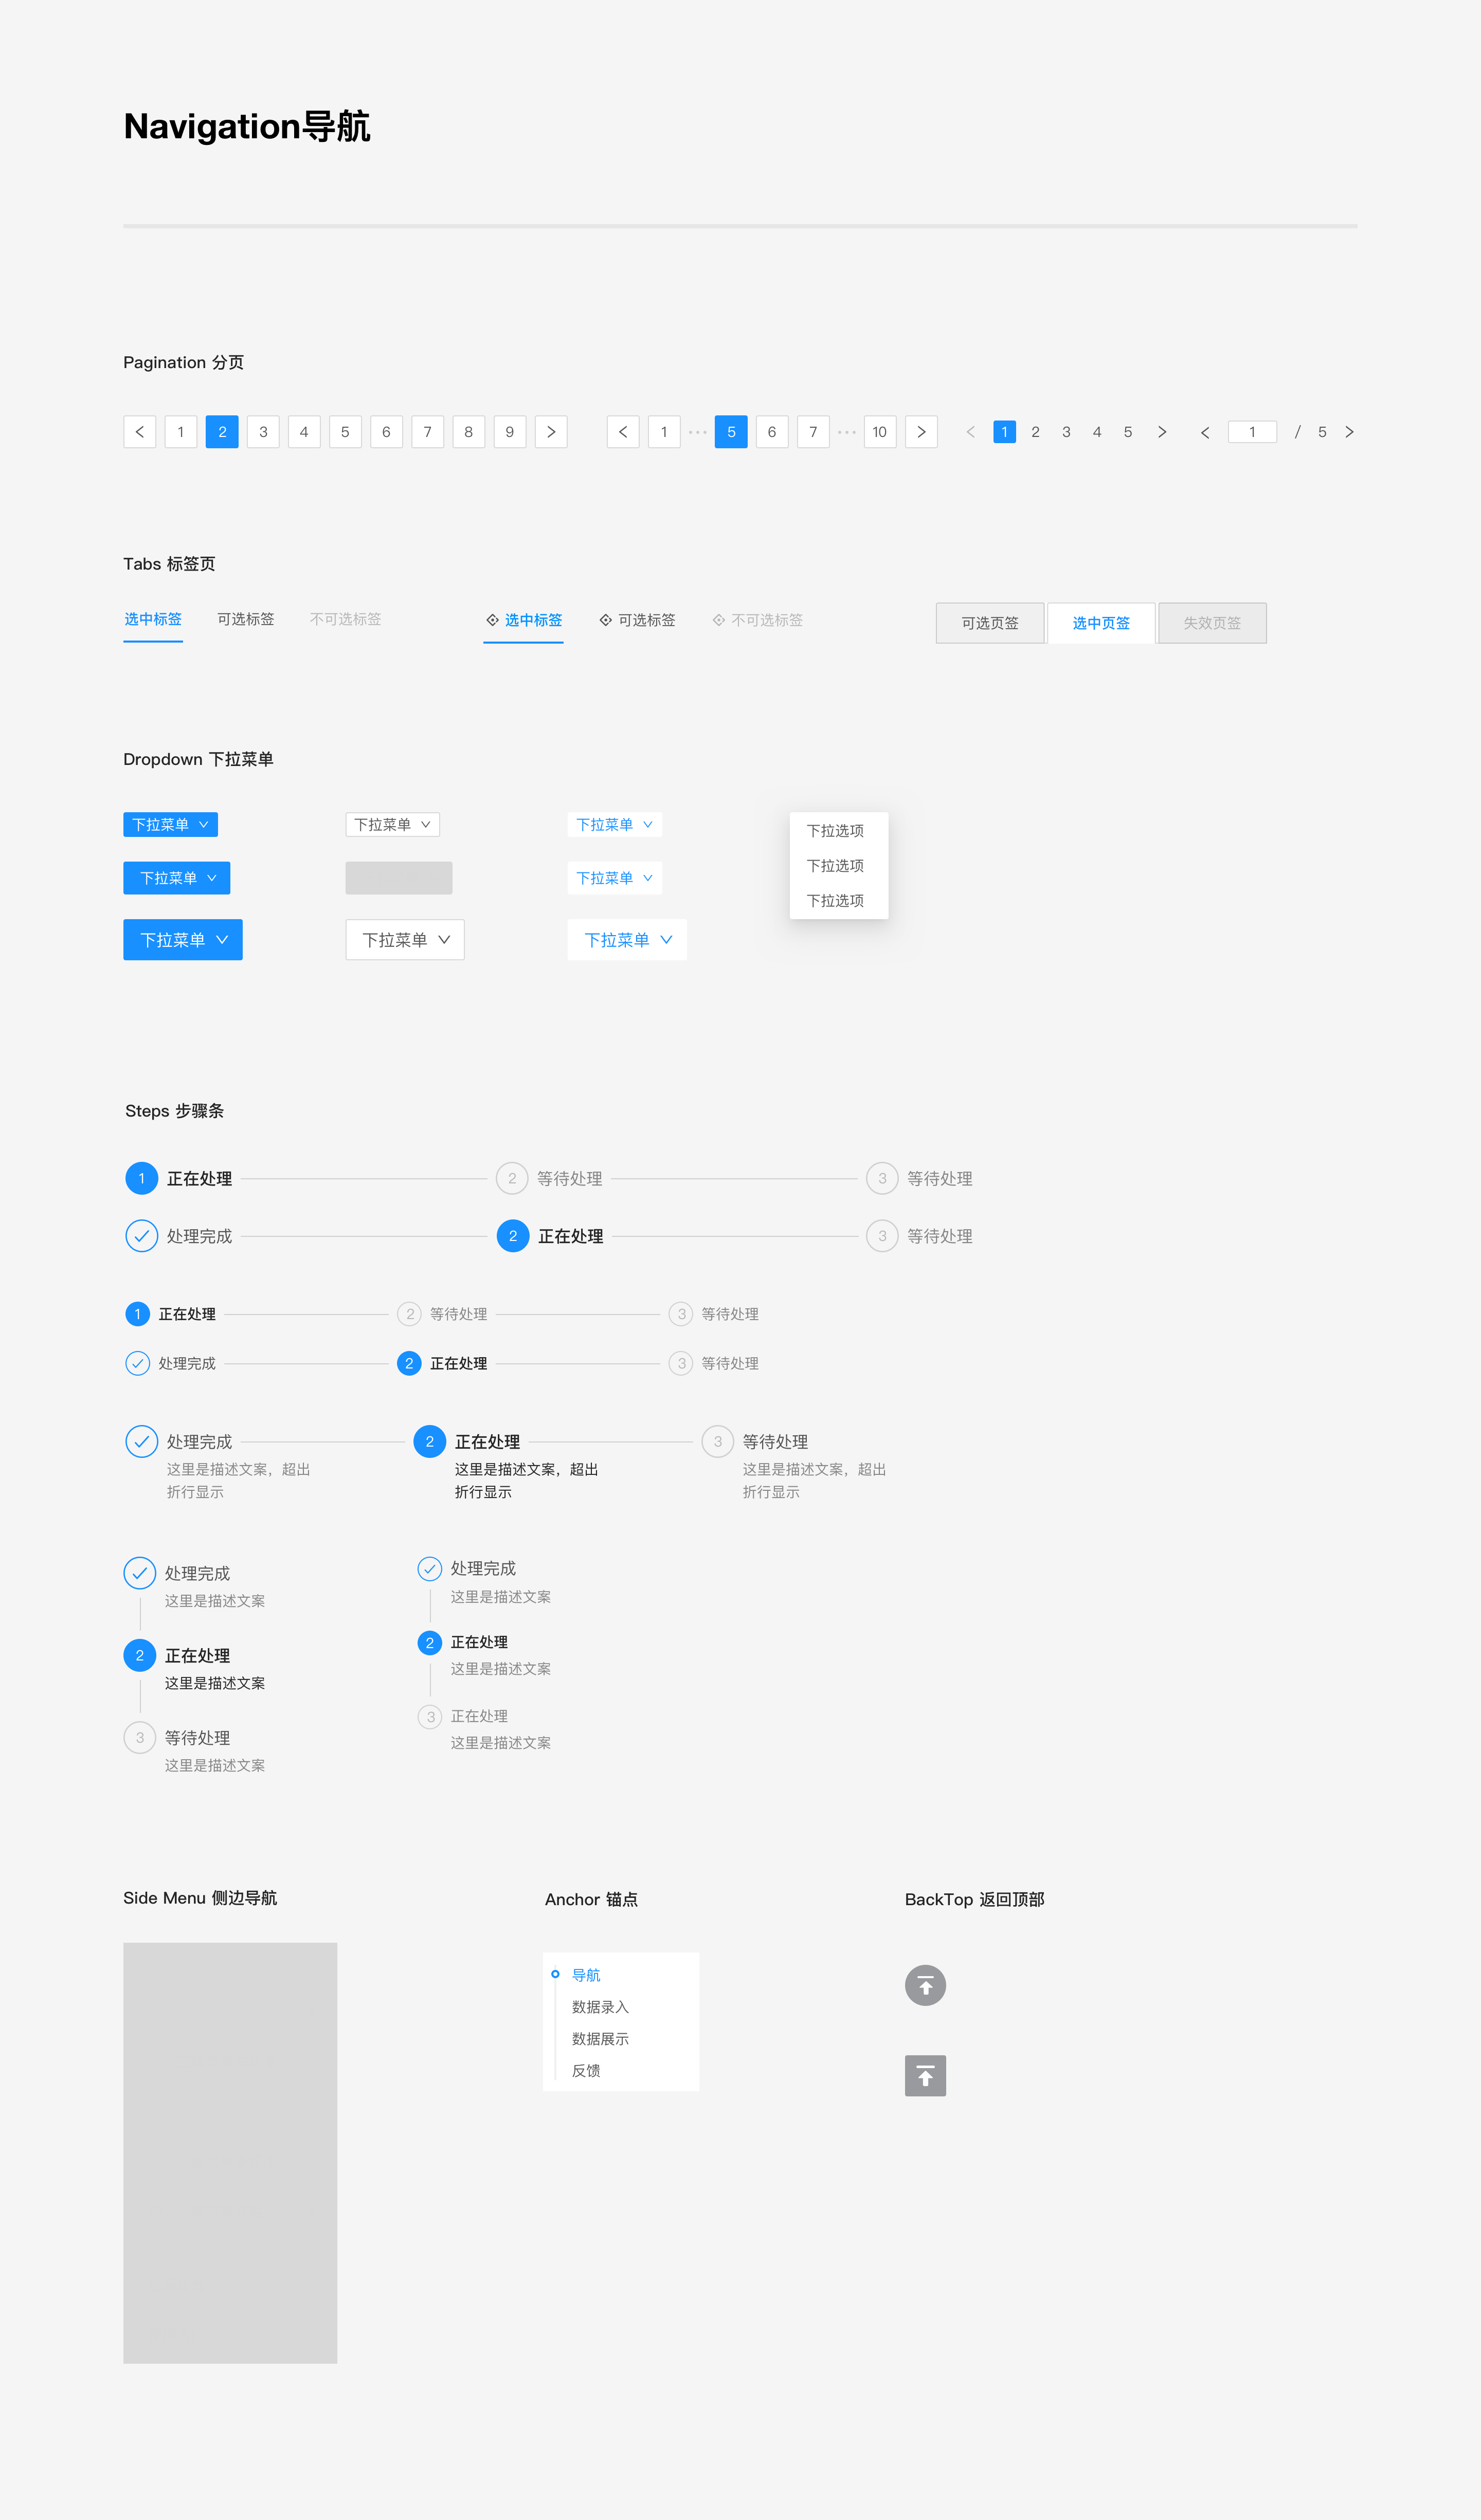 Navigation导航
Pagination 分页
1 2 3 4 5 6 7 8 9 1 ··· 5 6 7 ··· 10 1 2 3 4 5 1 / 5
Tabs 标签页
选中标签 可选标签 不可选标签 选中标签 可选标签 不可选标签 可选页签 选中页签 失效页签
Dropdown 下拉菜单
下拉菜单 下拉菜单 下拉菜单 下拉选项
下拉选项
下拉菜单 下拉菜单
下拉选项
下拉菜单 下拉菜单 下拉菜单
Steps 步骤条
1 正在处理 2 等待处理 3 等待处理
处理完成 2 正在处理 3 等待处理
1 正在处理 2 等待处理 3 等待处理
处理完成 2 正在处理 3 等待处理
处理完成 2 正在处理 3 等待处理
这里是描述文案，超出 这里是描述文案，超出 这里是描述文案，超出
折行显示 折行显示 折行显示
处理完成
这里是描述文案
2 正在处理
这里是描述文案
3 等待处理
这里是描述文案
处理完成
这里是描述文案
2 正在处理
这里是描述文案
3 正在处理
这里是描述文案
Side Menu 侧边导航
Anchor 锚点
导航
数据录入
数据展示
反馈
BackTop 返回顶部